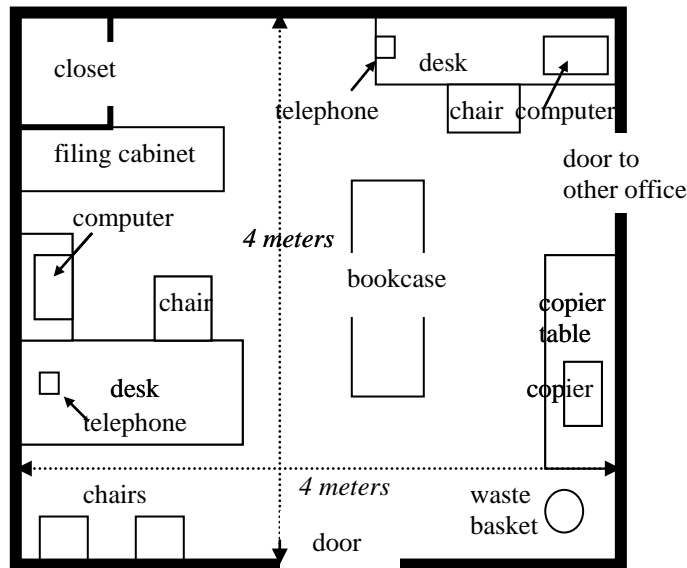 closet
desk
telephone
chair
computer
filing cabinet
door to
other office
computer
4 meters
bookcase
chair
copier
table
copier
desk
telephone
chairs
4 meters
waste
basket
door